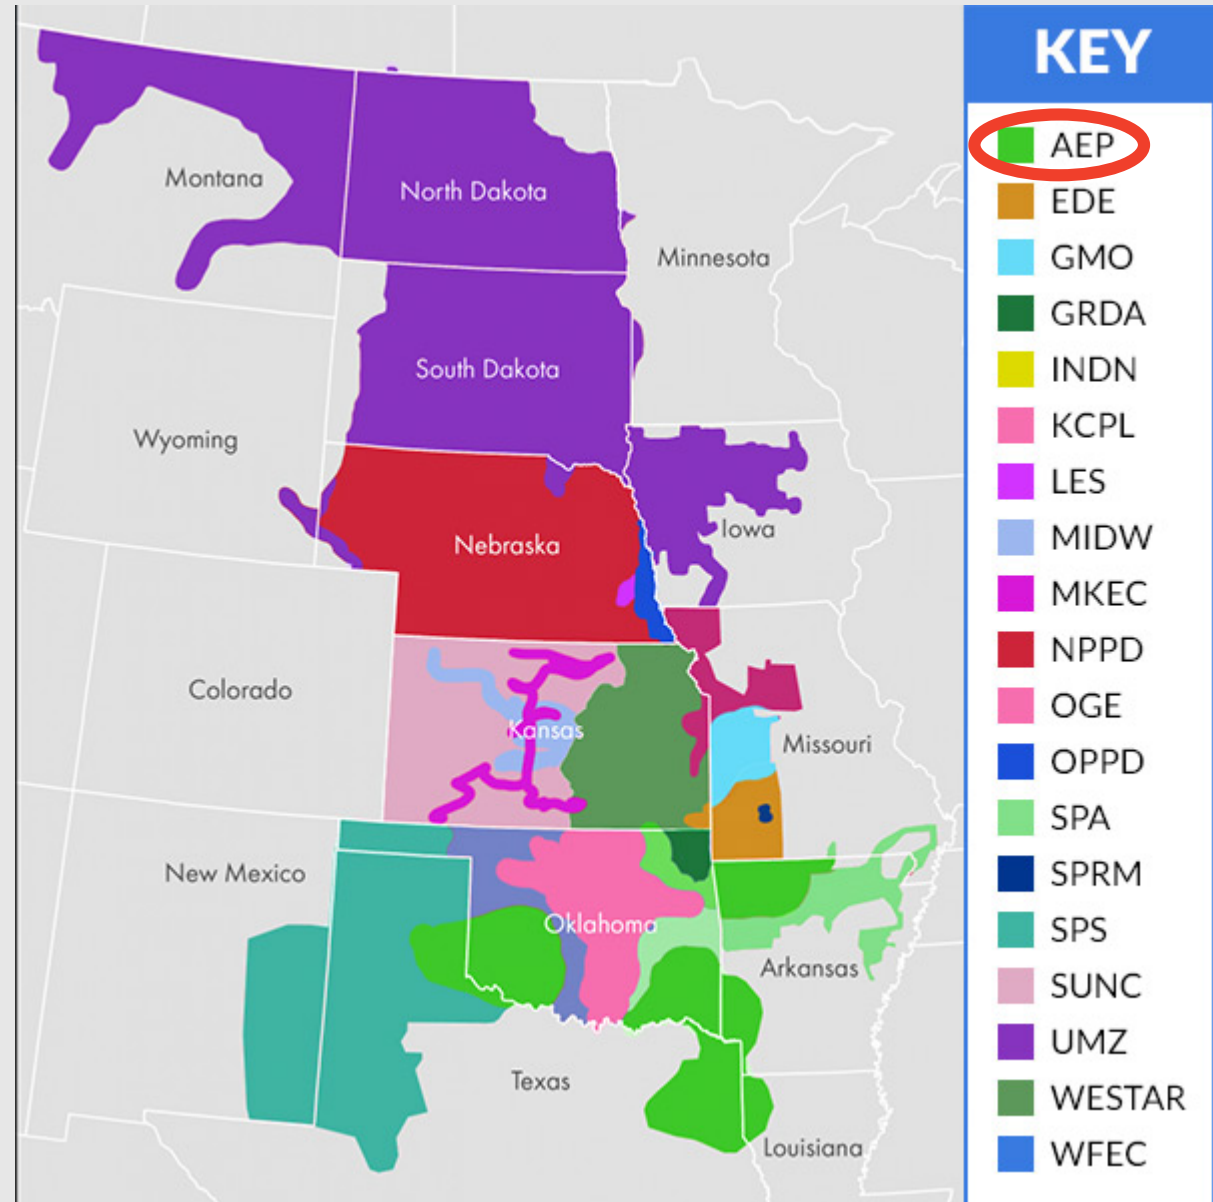 KEY
AEP
EDE
GMO
GRDA
INDN
KCPL
LES
MIDW
MKEC
NPPD
OGE
OPPD
SPA
SPRM
SPS
SUNC
UMZ
WESTAR
WFEC
Montana
North Dakota
Minnesota
South Dakota
Wyoming
Iowa
Nebraska
Colorado
Kansas
Missouri
New Mexico
Oklahoma
Arkansas
Texas
Louisiana